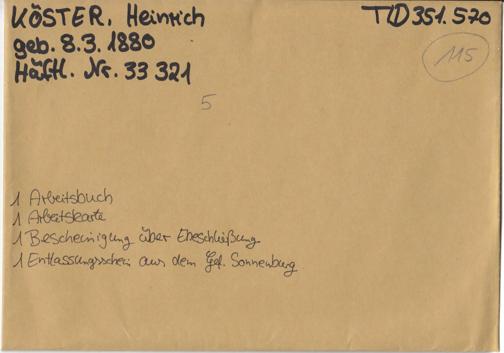 KÖSTER, Heinrich
TD 351.570
geb. 8.3.1880
115
Häftl. Nr. 33 321
5
1 Arbeitsbuch
1 Arbeitskarte
1 Bescheinigung über Eheschließung
1 Entlassungsschein aus dem Gef. Sonnenburg